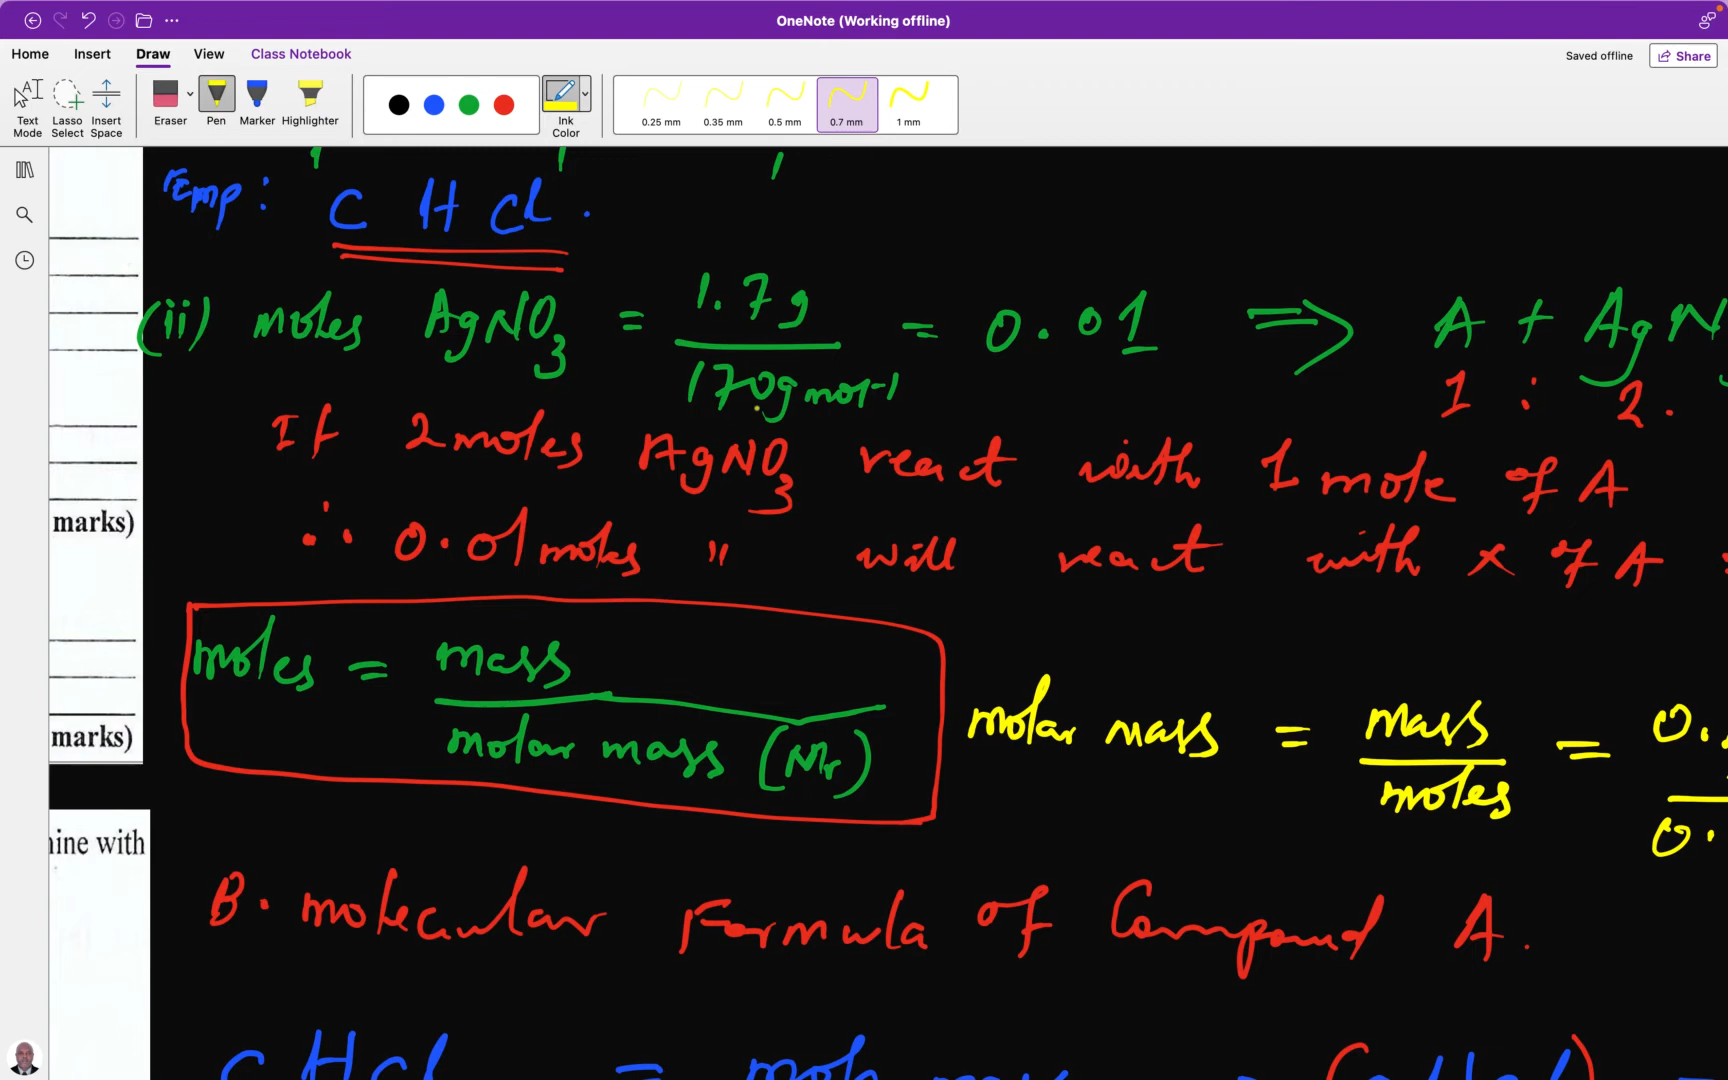 OneNote (Working offline)
Home Insert Draw View Class Notebook
Saved offline Share
Text Mode
Lasso Select
Insert Space
Eraser Pen Marker Highlighter
Ink Color
0.25 mm 0.35 mm 0.5 mm 0.7 mm 1 mm
Emp: C H Cl.
(ii) moles AgNO3 = 1.7g / 170g mol-1 = 0.01 ⇒ A + AgN
1 : 2.
If 2 moles AgNO3 react with 1 mole of A
∴ 0.01 moles " will react with x of A
marks)
moles = mass / molar mass (Mr)
molar mass = mass / moles = 0. / 0.
marks)
nine with
B. molecular Formula of Compound A.
CHCl =